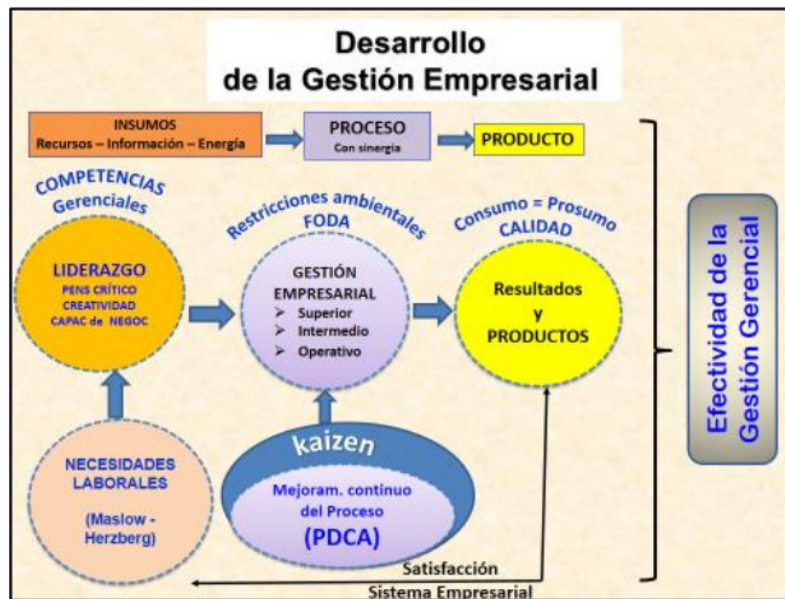 Desarrollo
de la Gestión Empresarial
INSUMOS
Recursos – Información – Energía
PROCESO
Con sinergia
PRODUCTO
COMPETENCIAS
Gerenciales
Restricciones ambientales
FODA
Consumo = Prosumo
CALIDAD
LIDERAZGO
PENS CRÍTICO
CREATIVIDAD
CAPAC de NEGOC
GESTIÓN
EMPRESARIAL
➢ Superior
➢ Intermedio
➢ Operativo
Resultados
y
PRODUCTOS
Efectividad de la
Gestión Gerencial
NECESIDADES
LABORALES
(Maslow -
Herzberg)
kaizen
Mejoram. continuo
del Proceso
(PDCA)
Satisfacción
Sistema Empresarial